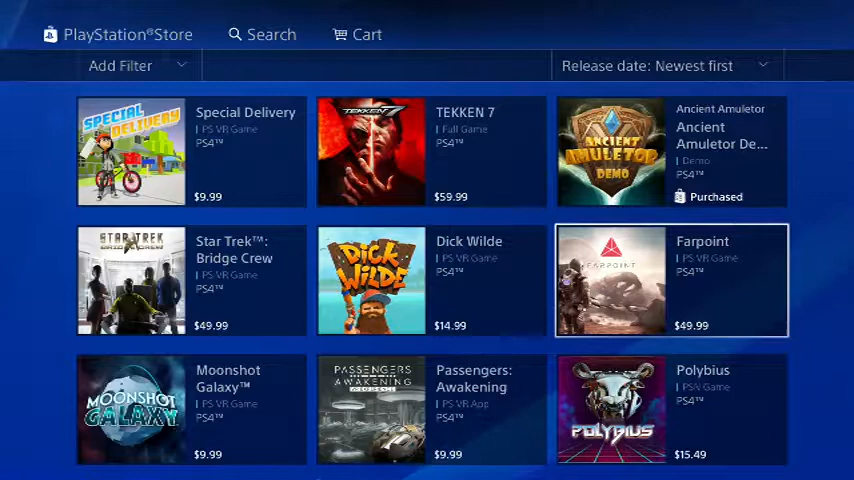 PlayStation®Store
Search
Cart
Add Filter
Release date: Newest first
SPECIAL
DELIVERY
Special Delivery
| PS VR Game
PS4™
$9.99
TEKKEN 7
TEKKEN 7
| Full Game
PS4™
$59.99
ANCIENT
AMULETOR
DEMO
Ancient Amuletor
Ancient
Amuletor De...
| Demo
PS4™
Purchased
STAR TREK
BRIDGE CREW
Star Trek™:
Bridge Crew
| PS VR Game
PS4™
$49.99
DICK
WILDE
Dick Wilde
| PS VR Game
PS4™
$14.99
FARPOINT
Farpoint
| PS VR Game
PS4™
$49.99
MOONSHOT
GALAXY
Moonshot
Galaxy™
| PS VR Game
PS4™
$9.99
PASSENGERS
AWAKENING
Passengers:
Awakening
| PS VR App
PS4™
$9.99
POLYBIUS
Polybius
| PSN Game
PS4™
$15.49